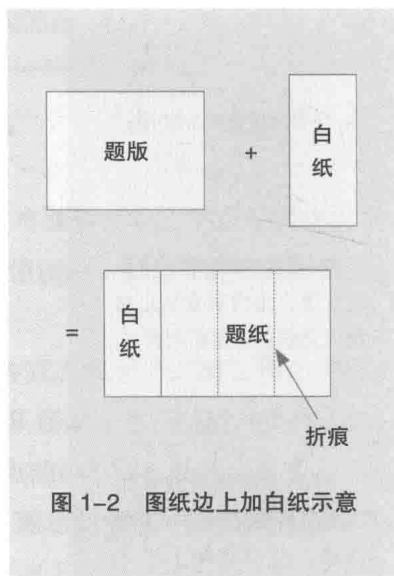 题版
+
白
纸
=
白
纸
题纸
折痕
图 1–2 图纸边上加白纸示意